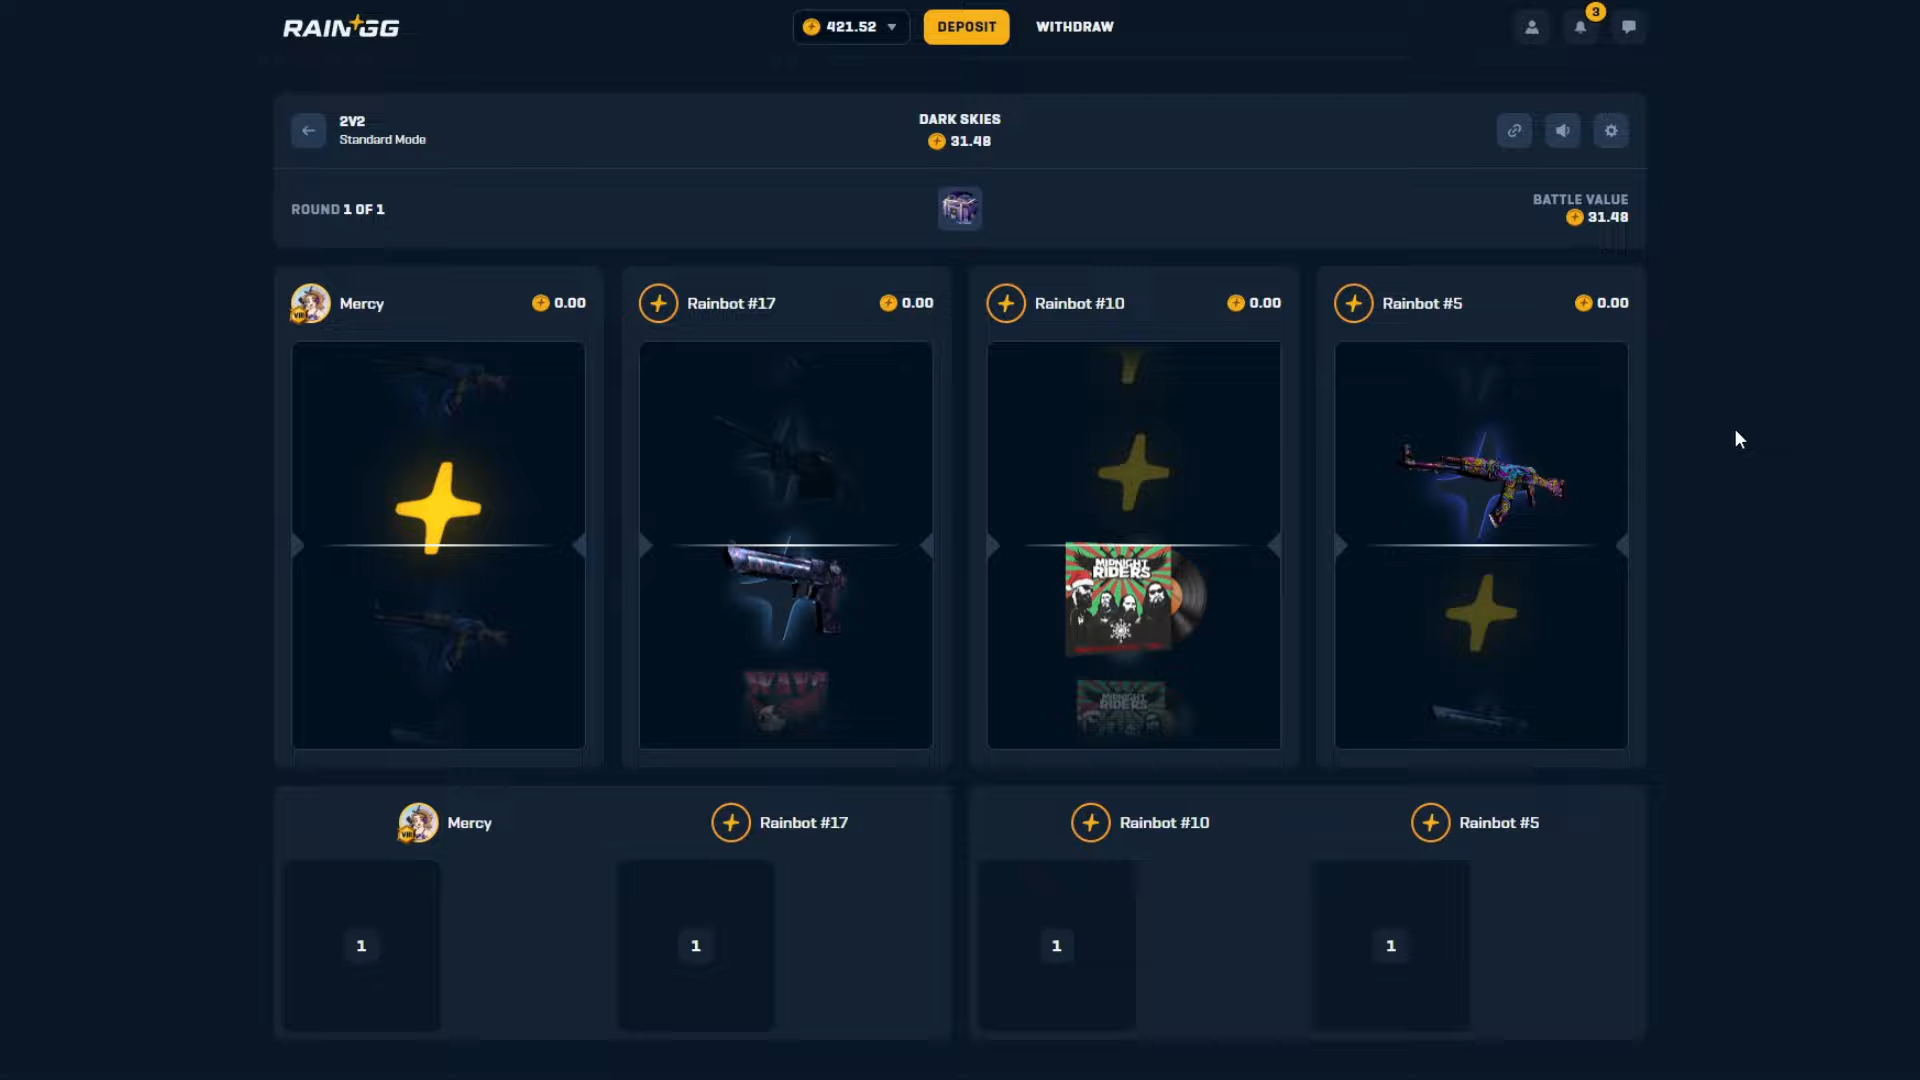 RAIN GG
421.52
DEPOSIT
WITHDRAW
3
2V2
Standard Mode
DARK SKIES
31.48
ROUND 1 OF 1
BATTLE VALUE
31.48
Mercy
0.00
Rainbot #17
0.00
Rainbot #10
0.00
Rainbot #5
0.00
MIDNIGHT
RIDERS
MIDNIGHT
RIDERS
Mercy
Rainbot #17
Rainbot #10
Rainbot #5
1
1
1
1